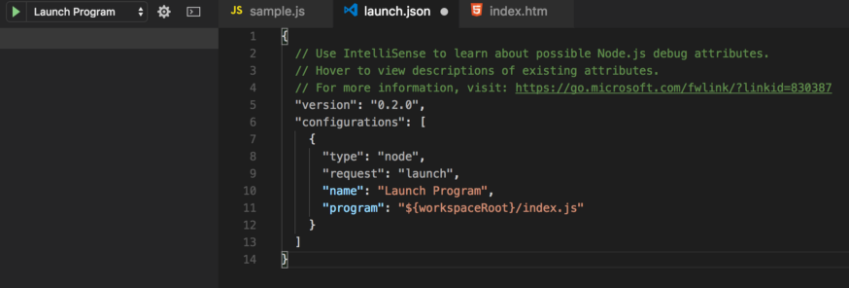 Launch Program
JS sample.js launch.json index.htm
1 {
2 // Use IntelliSense to learn about possible Node.js debug attributes.
3 // Hover to view descriptions of existing attributes.
4 // For more information, visit: https://go.microsoft.com/fwlink/?linkid=830387
5 "version": "0.2.0",
6 "configurations": [
7 {
8 "type": "node",
9 "request": "launch",
10 "name": "Launch Program",
11 "program": "${workspaceRoot}/index.js"
12 }
13 ]
14 }